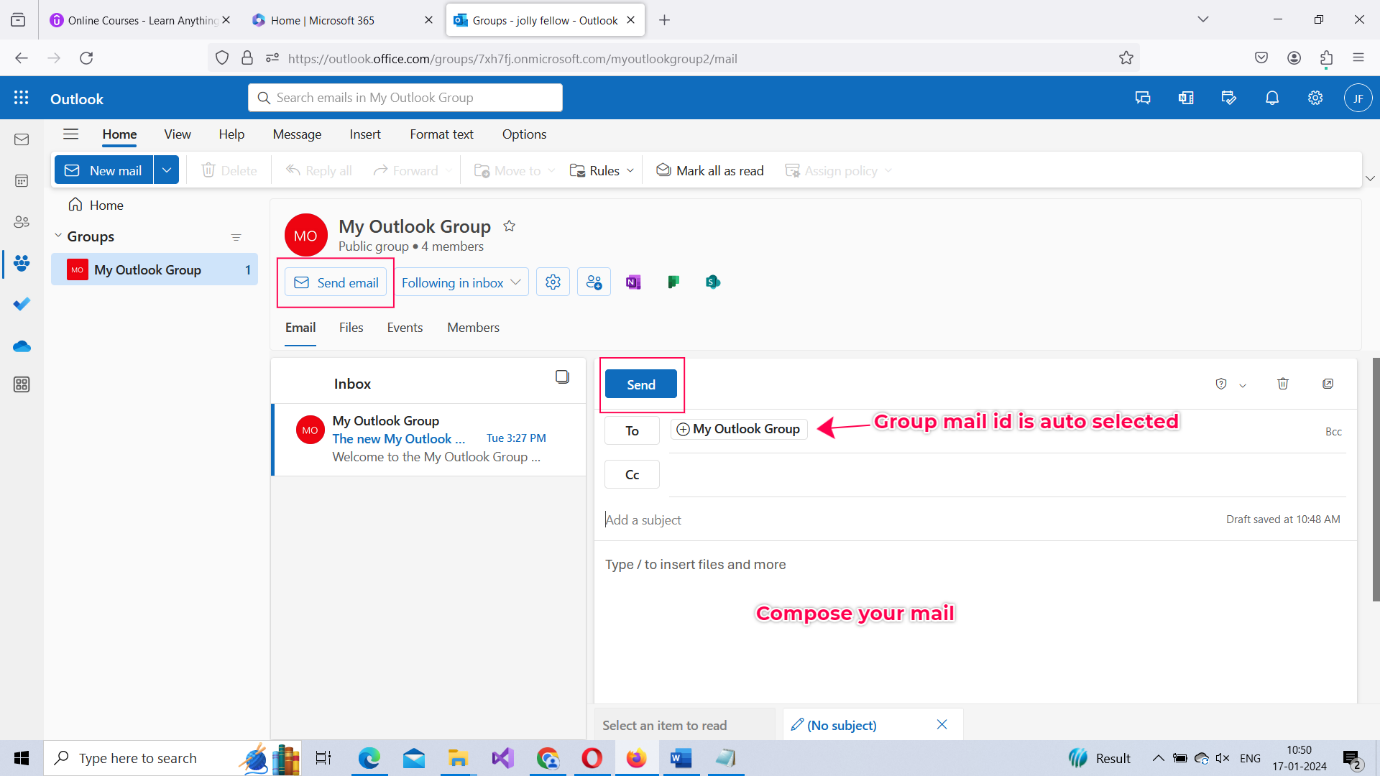 Online Courses - Learn Anything
Home | Microsoft 365
Groups - jolly fellow - Outlook
https://outlook.office.com/groups/7xh7fj.onmicrosoft.com/myoutlookgroup2/mail
Outlook
Search emails in My Outlook Group
JF
Home View Help Message Insert Format text Options
New mail Delete Reply all Forward Move to Rules Mark all as read Assign policy
Home
Groups
MO My Outlook Group 1
MO
My Outlook Group
Public group • 4 members
Send email Following in inbox
Email Files Events Members
Inbox
MO
My Outlook Group
The new My Outlook ... Tue 3:27 PM
Welcome to the My Outlook Group ...
Send
To My Outlook Group Bcc
Group mail id is auto selected
Cc
Add a subject Draft saved at 10:48 AM
Type / to insert files and more
Compose your mail
Select an item to read
(No subject)
Type here to search
Result
ENG
10:50
17-01-2024
2